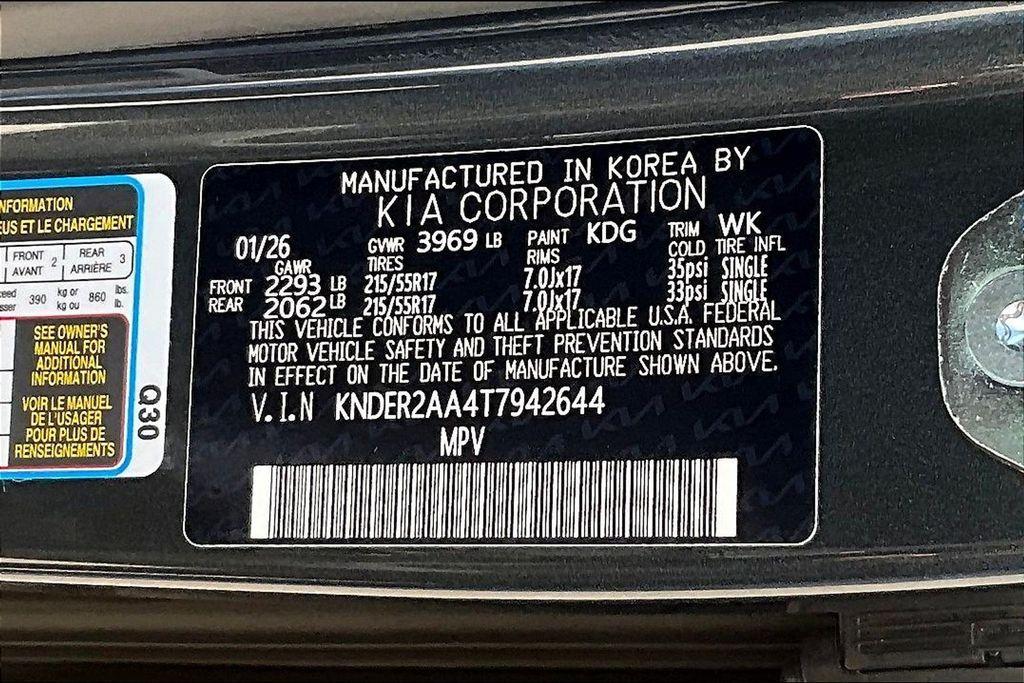 NFORMATION
EUS ET LE CHARGEMENT
FRONT
AVANT 2
REAR
ARRIÈRE 3
390 kg or
kg ou 860 lbs.
lb.
SEE OWNER'S
MANUAL FOR
ADDITIONAL
INFORMATION
VOIR LE MANUEL
DE L'USAGER
POUR PLUS DE
RENSEIGNEMENTS
Q30
MANUFACTURED IN KOREA BY
KIA CORPORATION
01/26 GVWR 3969 LB PAINT KDG TRIM WK
GAWR TIRES RIMS COLD TIRE INFL
FRONT 2293 LB 215/55R17 7.0Jx17 35psi SINGLE
REAR 2062 LB 215/55R17 7.0Jx17 33psi SINGLE
THIS VEHICLE CONFORMS TO ALL APPLICABLE U.S.A. FEDERAL
MOTOR VEHICLE SAFETY AND THEFT PREVENTION STANDARDS
IN EFFECT ON THE DATE OF MANUFACTURE SHOWN ABOVE.
V.I.N KNDER2AA4T7942644
MPV